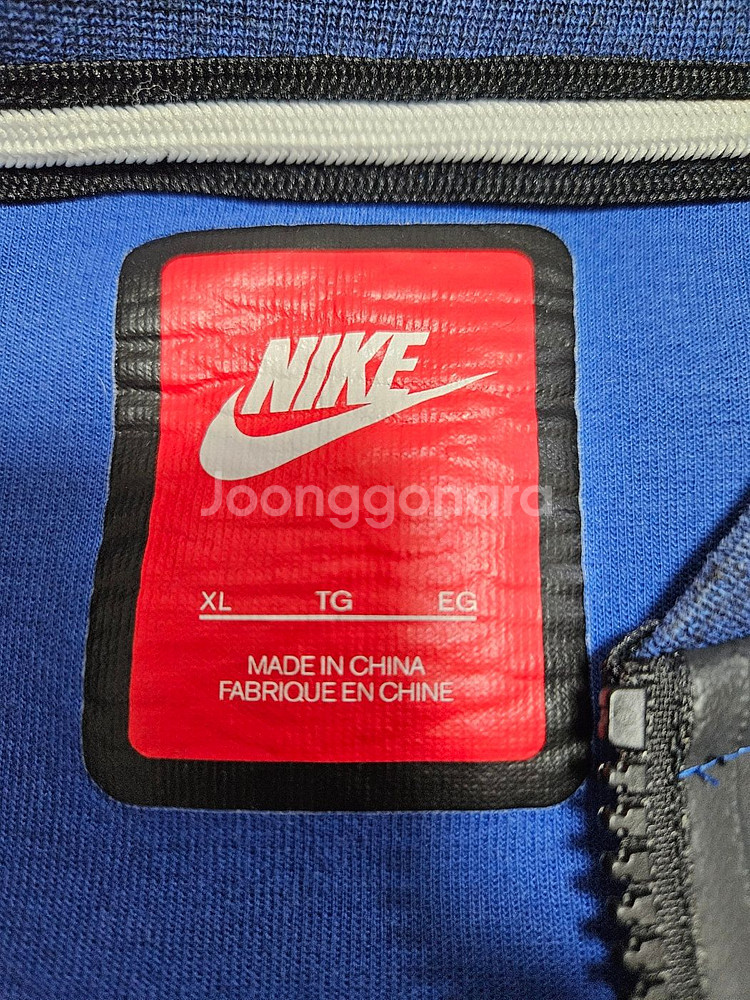 NIKE
Joonggonara
XL TG EG
MADE IN CHINA
FABRIQUE EN CHINE